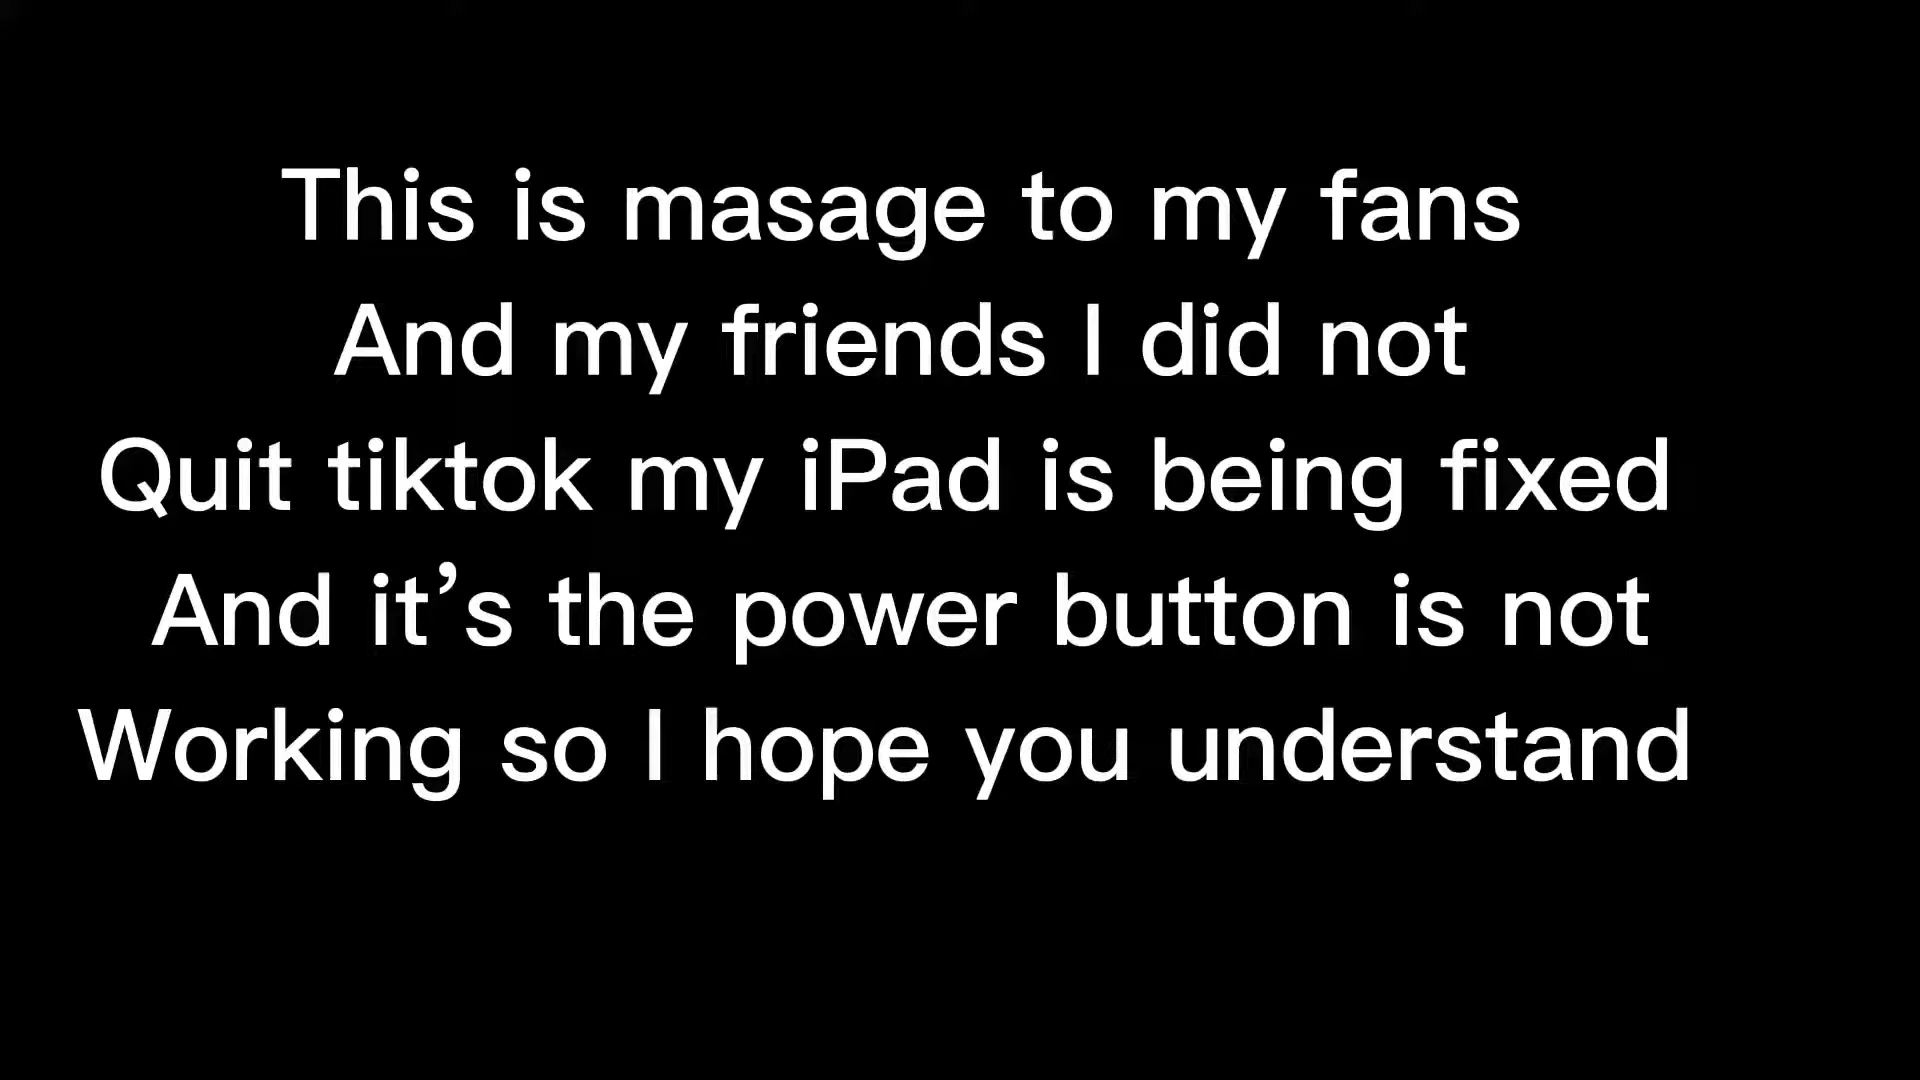 This is masage to my fans
And my friends I did not
Quit tiktok my iPad is being fixed
And it’s the power button is not
Working so I hope you understand